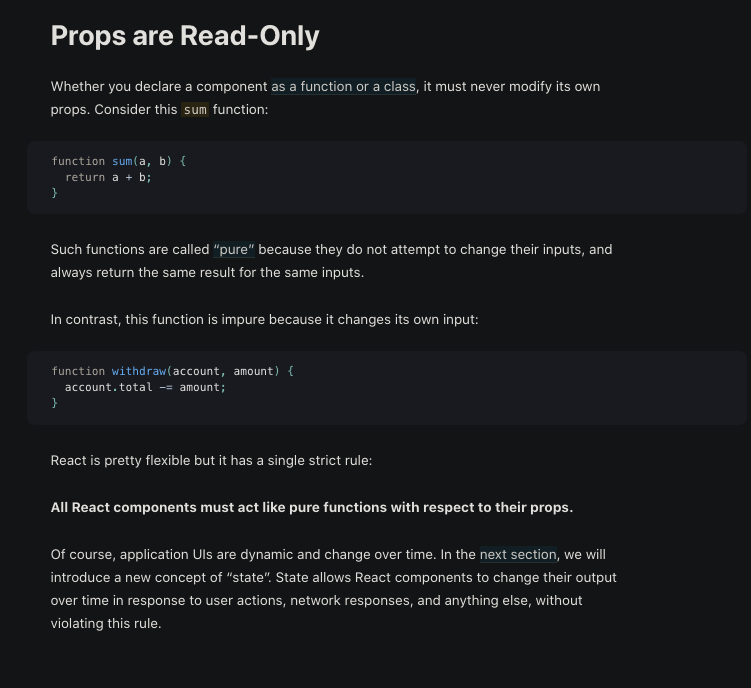 Props are Read-Only
Whether you declare a component as a function or a class, it must never modify its own
props. Consider this sum function:
function sum(a, b) {
  return a + b;
}
Such functions are called “pure” because they do not attempt to change their inputs, and
always return the same result for the same inputs.
In contrast, this function is impure because it changes its own input:
function withdraw(account, amount) {
  account.total -= amount;
}
React is pretty flexible but it has a single strict rule:
All React components must act like pure functions with respect to their props.
Of course, application UIs are dynamic and change over time. In the next section, we will
introduce a new concept of “state”. State allows React components to change their output
over time in response to user actions, network responses, and anything else, without
violating this rule.